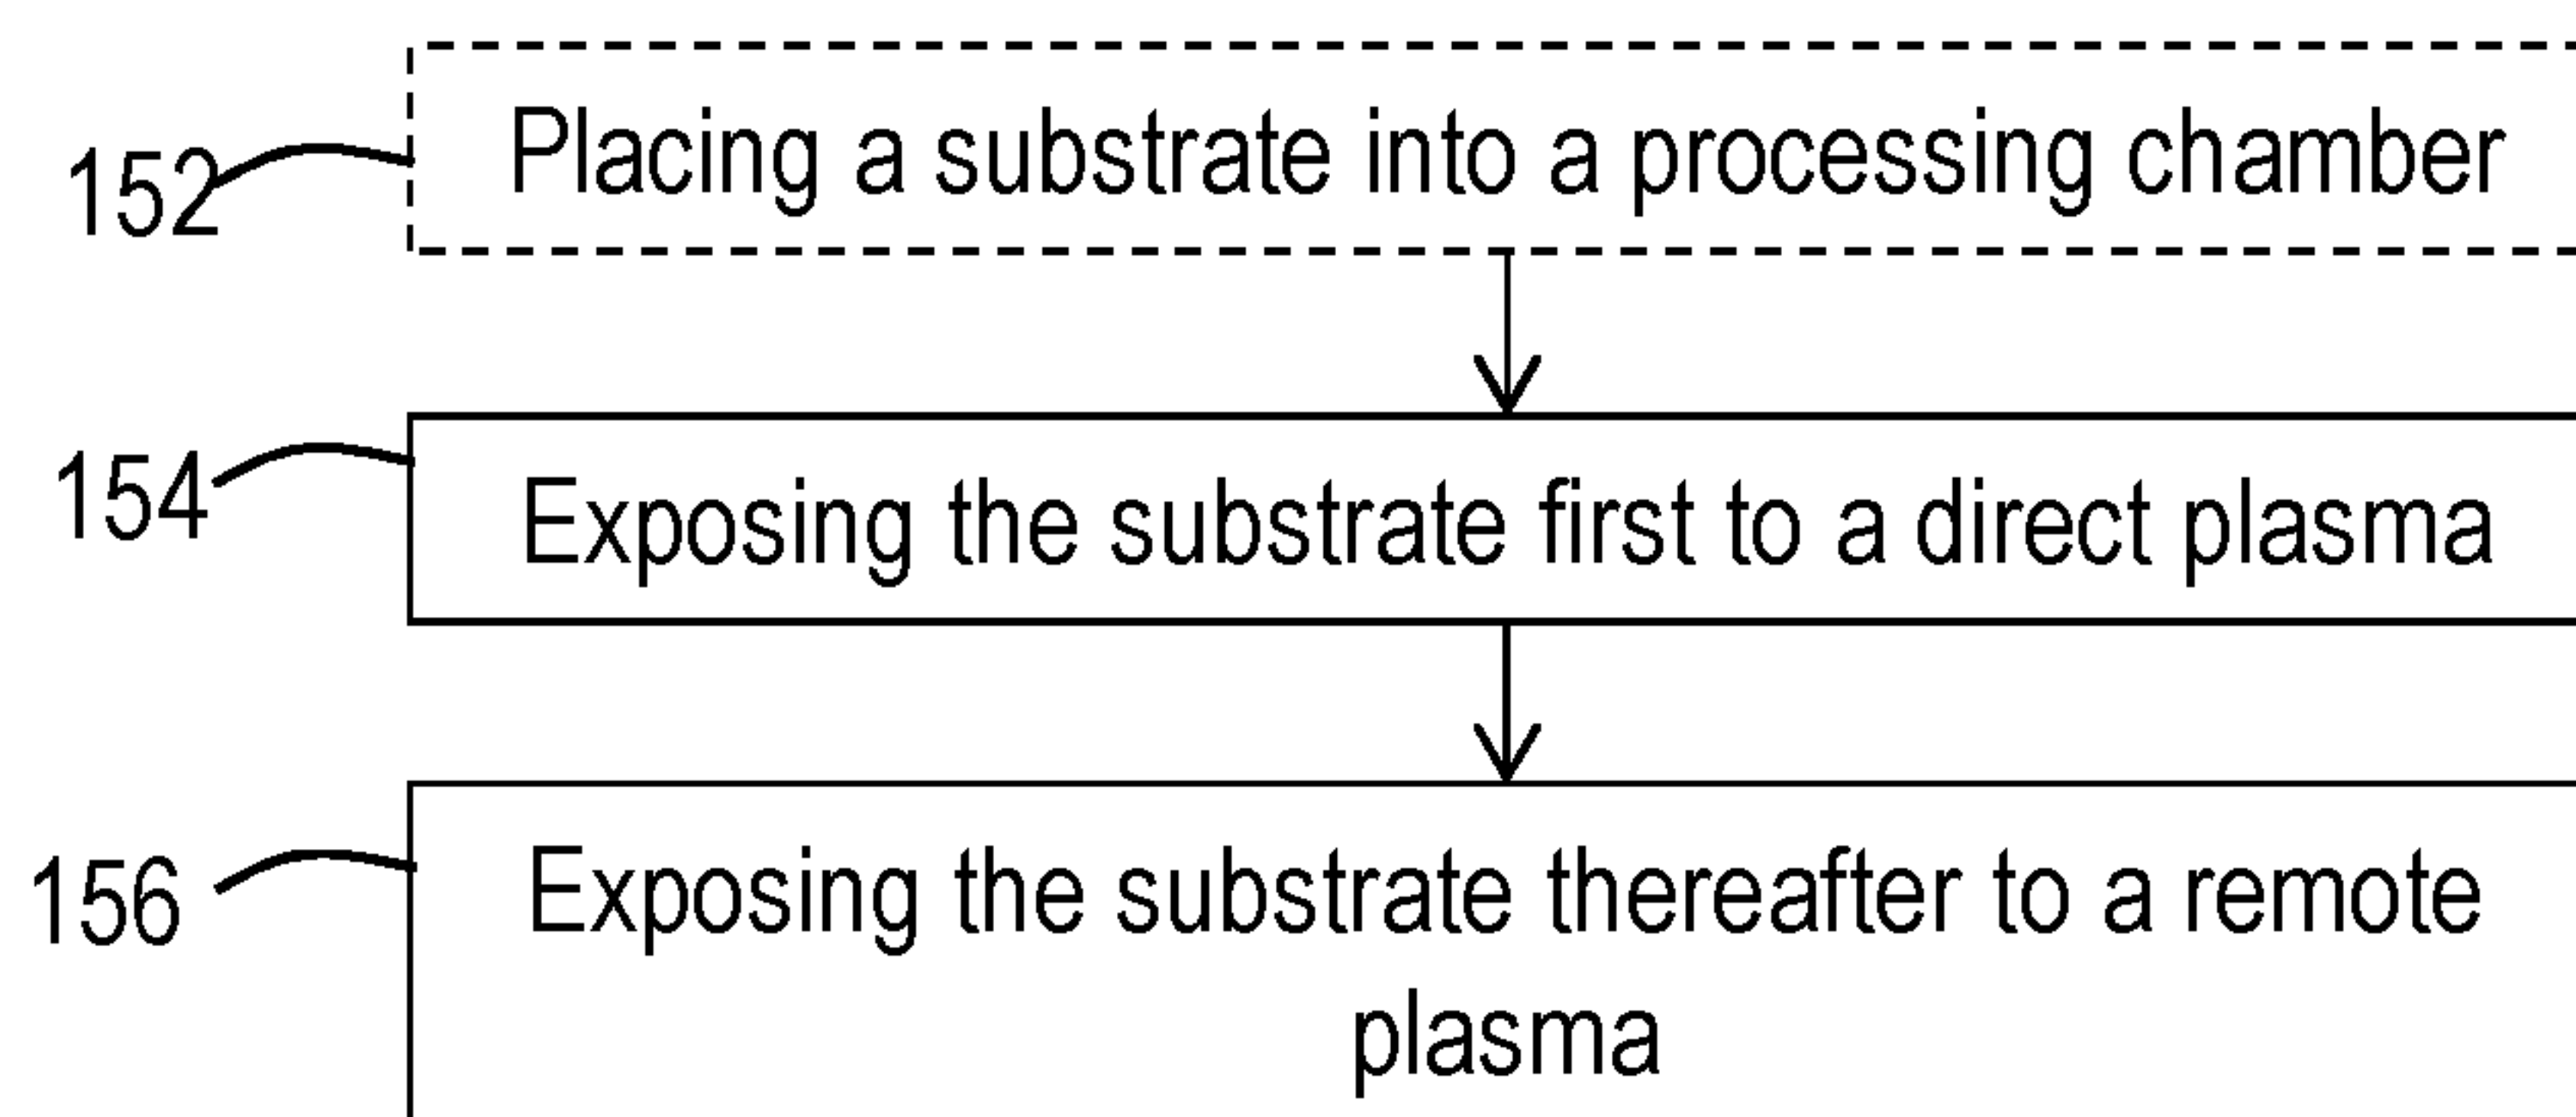 152
Placing a substrate into a processing chamber
154
Exposing the substrate first to a direct plasma
156
Exposing the substrate thereafter to a remote
plasma